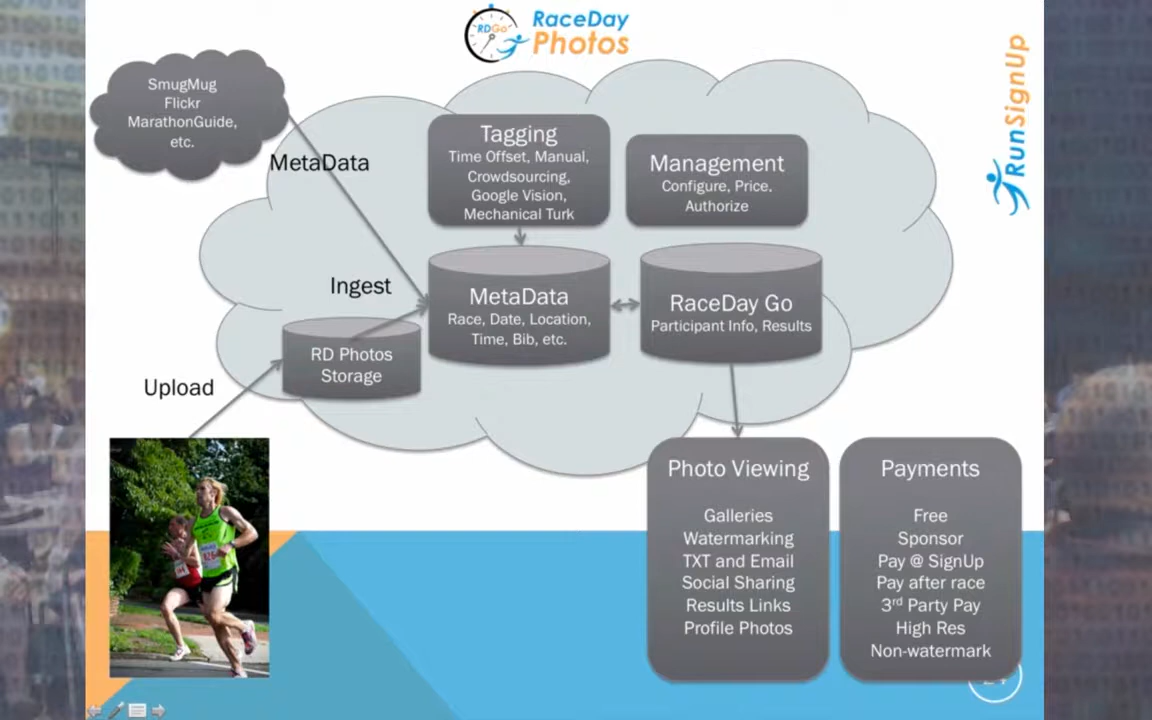 RDGo
RaceDay
Photos
RunSignUp
SmugMug
Flickr
MarathonGuide,
etc.
MetaData
Tagging
Time Offset, Manual,
Crowdsourcing,
Google Vision,
Mechanical Turk
Management
Configure, Price.
Authorize
Ingest
MetaData
Race, Date, Location,
Time, Bib, etc.
RaceDay Go
Participant Info, Results
RD Photos
Storage
Upload
Photo Viewing
Galleries
Watermarking
TXT and Email
Social Sharing
Results Links
Profile Photos
Payments
Free
Sponsor
Pay @ SignUp
Pay after race
3rd Party Pay
High Res
Non-watermark